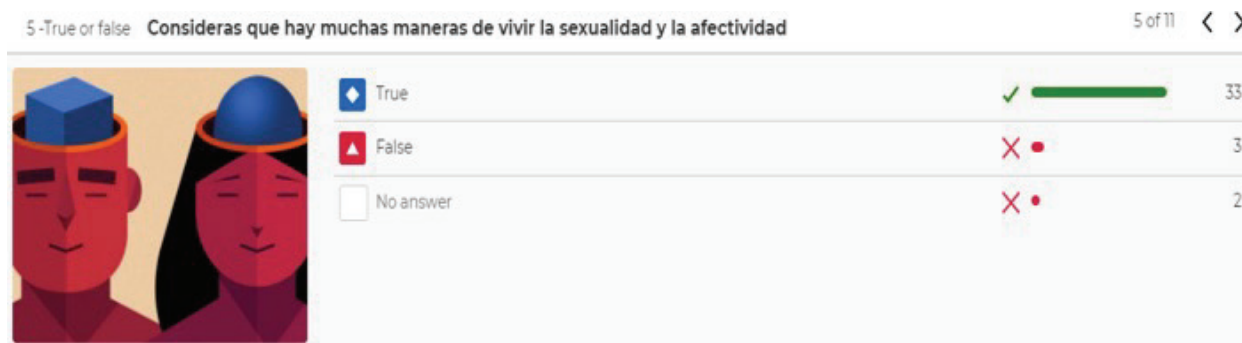 5 -True or false Consideras que hay muchas maneras de vivir la sexualidad y la afectividad 5 of 11
True 33
False 3
No answer 2